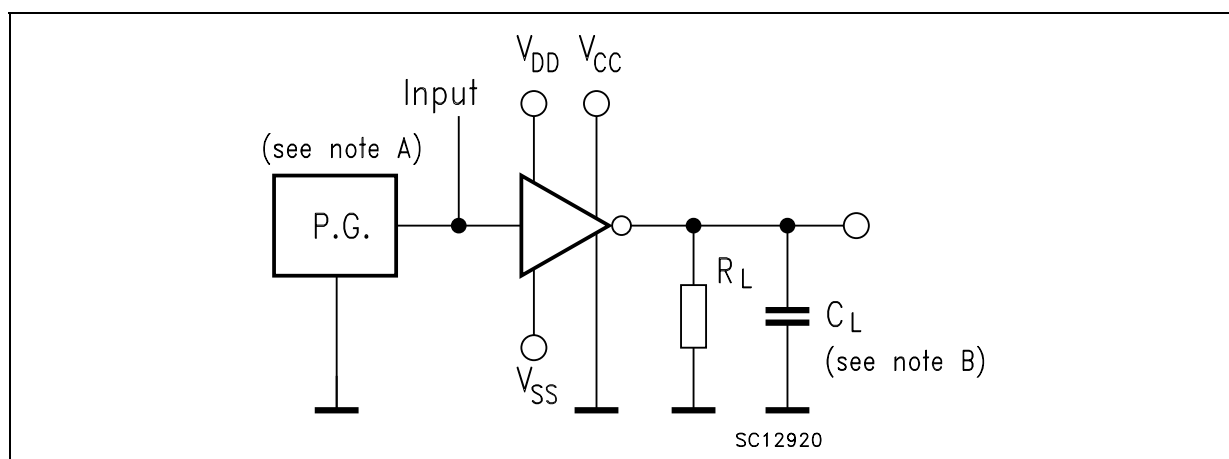 V_DD V_CC
Input
(see note A)
P.G.
R_L
C_L
(see note B)
V_SS
SC12920